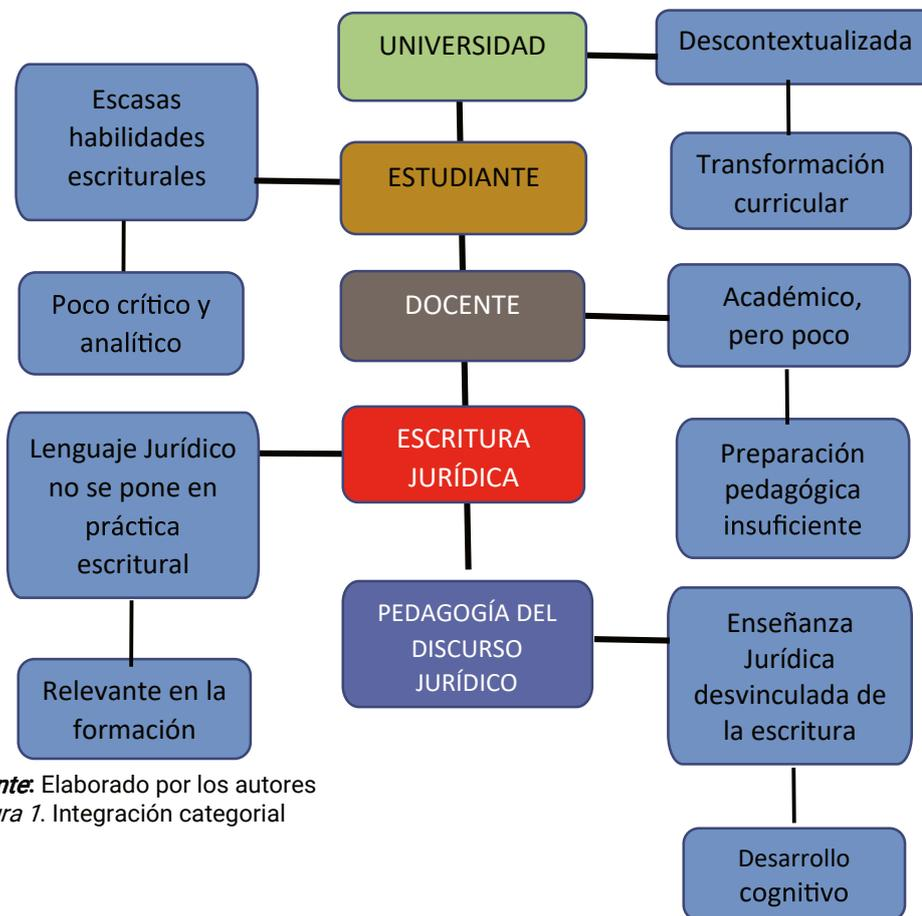 UNIVERSIDAD
Descontextualizada
Escasas
habilidades
escriturales
ESTUDIANTE
Transformación
curricular
Poco crítico y
analítico
DOCENTE
Académico,
pero poco
Lenguaje Jurídico
no se pone en
práctica
escritural
ESCRITURA
JURÍDICA
Preparación
pedagógica
insuficiente
Relevante en la
formación
PEDAGOGÍA DEL
DISCURSO
JURÍDICO
Enseñanza
Jurídica
desvinculada de
la escritura
nte: Elaborado por los autores
ura 1. Integración categorial
Desarrollo
cognitivo